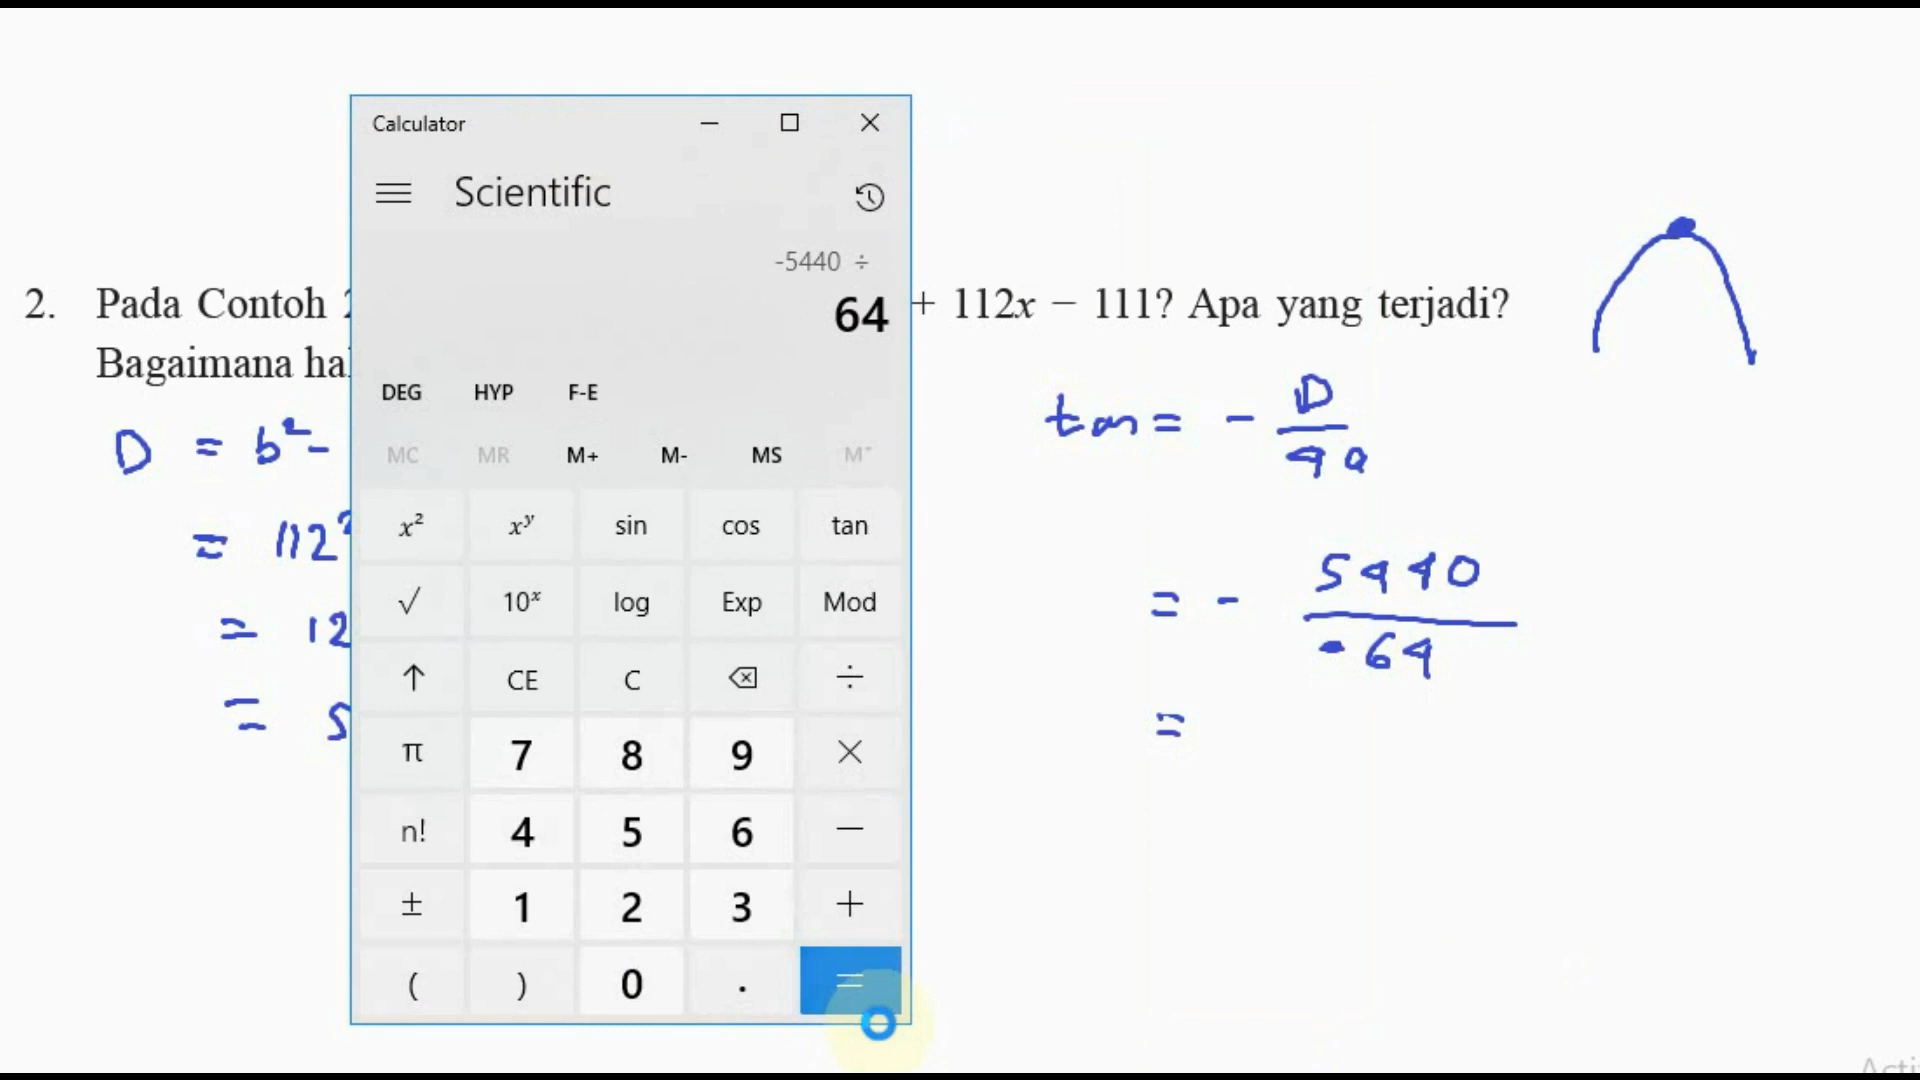 Calculator
Scientific
-5440 ÷
64
2. Pada Contoh + 112x − 111? Apa yang terjadi?
Bagaimana ha
DEG HYP F-E
MC MR M+ M- MS M˅
x² xʸ sin cos tan
√ 10ˣ log Exp Mod
↑ CE C ⌫ ÷
π 7 8 9 ×
n! 4 5 6 −
± 1 2 3 +
( ) 0 . =
D = b² -
= 112²
= 12
= 5
= - D
4a
= - 5440
-64
=